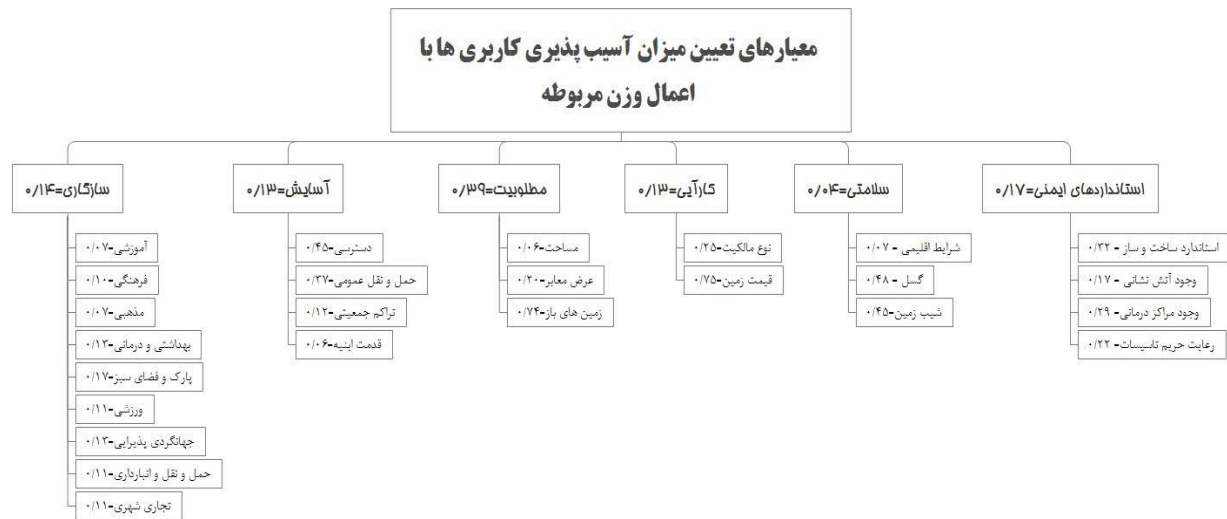 معیارهای تعیین میزان آسیب پذیری کاربری ها با
اعمال وزن مربوطه
استانداردهای ایمنی=۰/۱۷
استاندارد ساخت و ساز - ۰/۳۲
وجود آتش نشانی - ۰/۱۷
وجود مراکز درمانی - ۰/۲۹
رعایت حریم تاسیسات- ۰/۲۲
سلامتی=۰/۰۴
شرایط اقلیمی - ۰/۰۷
گسل - ۰/۴۸
شیب زمین-۰/۴۵
کارآیی=۰/۱۳
نوع مالکیت-۰/۲۵
قیمت زمین-۰/۷۵
مطلوبیت=۰/۳۹
مساحت-۰/۰۶
عرض معابر-۰/۲۰
زمین های باز-۰/۷۴
آسایش=۰/۱۳
دسترسی-۰/۴۵
حمل و نقل عمومی-۰/۳۷
تراکم جمعیتی-۰/۱۲
قدمت ابنیه-۰/۰۶
سازگاری=۰/۱۴
آموزشی-۰/۰۷
فرهنگی-۰/۱۰
مذهبی-۰/۰۷
بهداشتی و درمانی-۰/۱۳
پارک و فضای سبز-۰/۱۷
ورزشی-۰/۱۱
جهانگردی پذیرایی-۰/۱۳
حمل و نقل و انبارداری-۰/۱۱
تجاری شهری-۰/۱۱